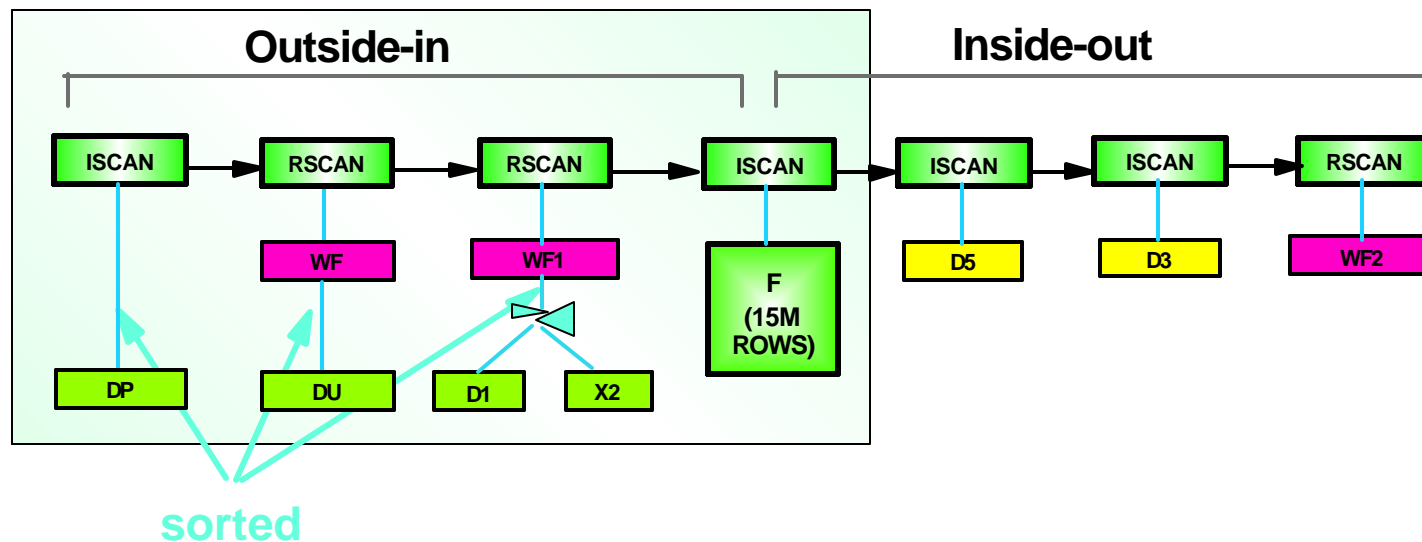 Outside-in
Inside-out
ISCAN
RSCAN
RSCAN
ISCAN
ISCAN
ISCAN
RSCAN
WF
WF1
F
(15M
ROWS)
D5
D3
WF2
DP
DU
D1
X2
sorted